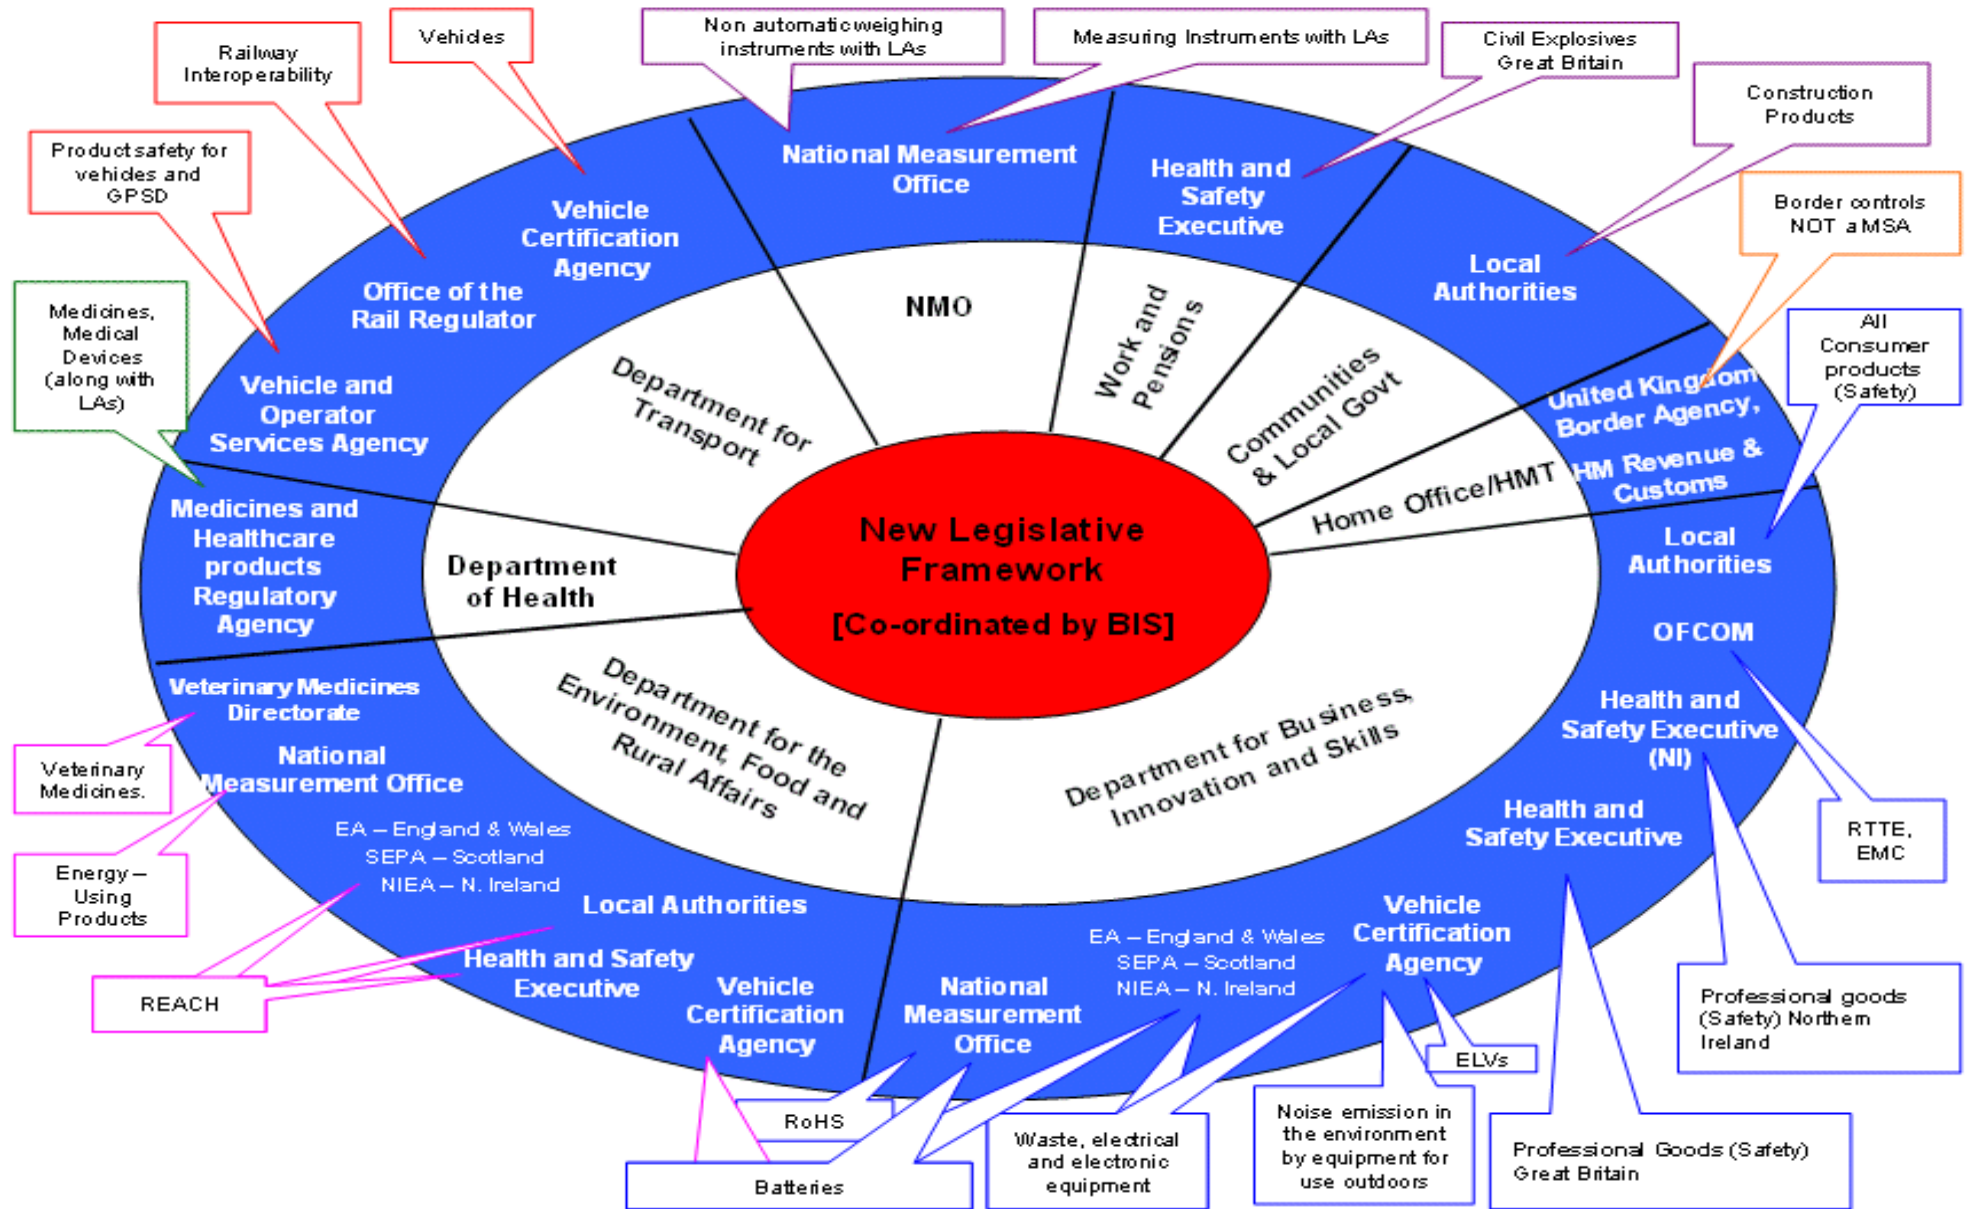 Railway
Interoperability
Vehicles
Non automatic weighing
instruments with LAs
Measuring Instruments with LAs
Civil Explosives
Great Britain
Construction
Products
Product safety for
vehicles and
GPSD
Border controls
NOT a MSA
Medicines,
Medical
Devices
(along with
LAs)
All
Consumer
products
(Safety)
National Measurement
Office
Health and
Safety
Executive
Local
Authorities
United Kingdom
Border Agency,
HM Revenue &
Customs
Vehicle
Certification
Agency
Office of the
Rail Regulator
Vehicle and
Operator
Services Agency
Medicines and
Healthcare
products
Regulatory
Agency
NMO
Work and
Pensions
Communities
& Local Govt
Home Office/HMT
Department for
Transport
Department
of Health
New Legislative
Framework
[Co-ordinated by BIS]
Department for the
Environment, Food and
Rural Affairs
Department for Business,
Innovation and Skills
Local
Authorities
OFCOM
Health and
Safety Executive
(NI)
Health and
Safety Executive
Vehicle
Certification
Agency
EA – England & Wales
SEPA – Scotland
NIEA – N. Ireland
National
Measurement
Office
Veterinary Medicines
Directorate
National
Measurement Office
EA – England & Wales
SEPA – Scotland
NIEA – N. Ireland
Local Authorities
Health and Safety
Executive
Vehicle
Certification
Agency
Veterinary
Medicines.
Energy –
Using
Products
REACH
RoHS
Batteries
Waste, electrical
and electronic
equipment
Noise emission in
the environment
by equipment for
use outdoors
ELVs
Professional Goods (Safety)
Great Britain
Professional goods
(Safety) Northern
Ireland
RTTE,
EMC